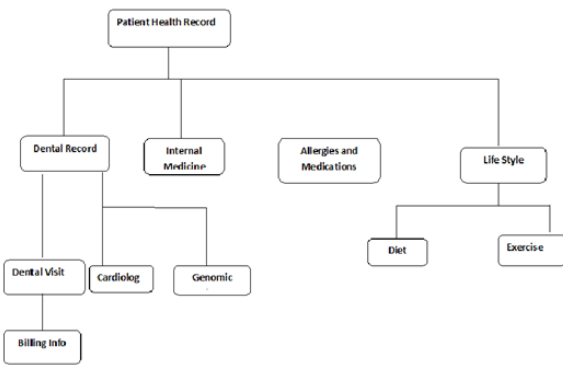 Patient Health Record
Dental Record
Internal
Medicine
Allergies and
Medications
Life Style
Dental Visit
Cardiolog
Genomic
Diet
Exercise
Billing Info